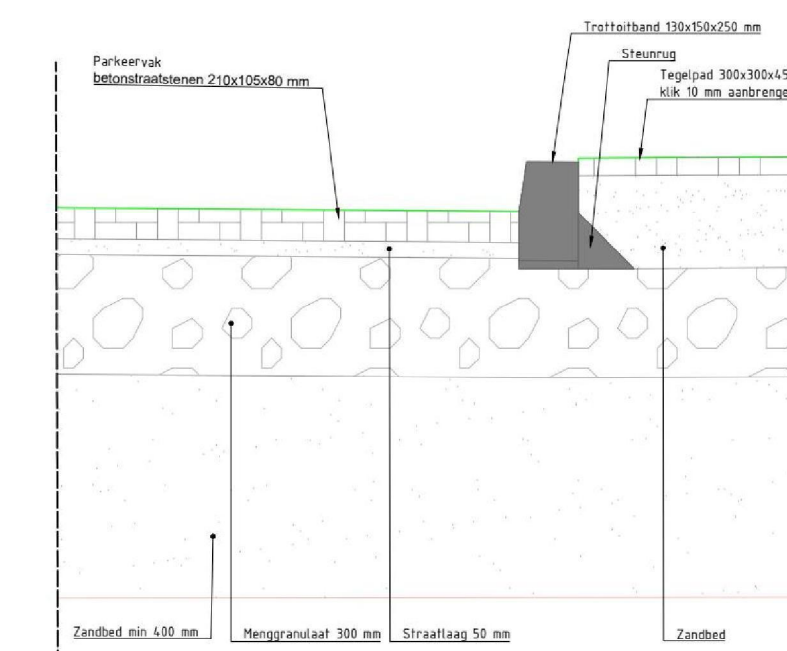 Trottoitband 130x150x250 mm
Steunrug
Parkeervak
betonstraatstenen 210x105x80 mm
Tegelpad 300x300x45
klik 10 mm aanbrenge
Zandbed min 400 mm
Menggranulaat 300 mm
Straatlaag 50 mm
Zandbed